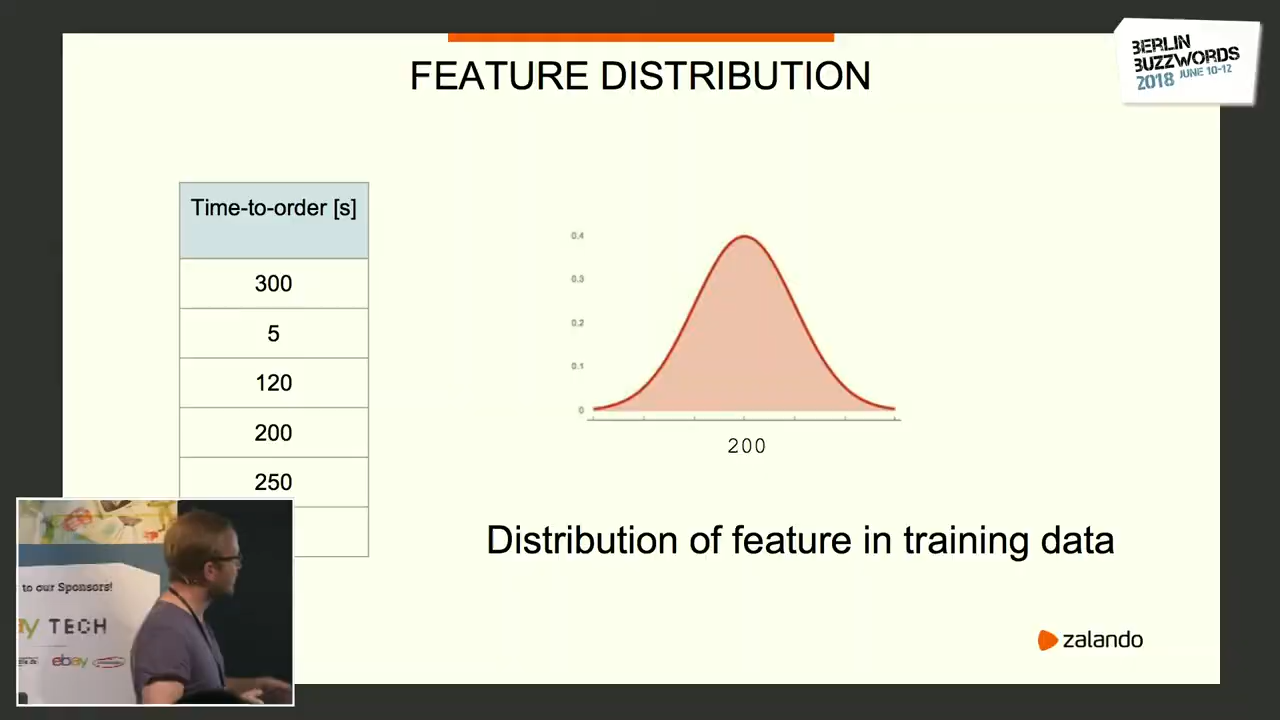 BERLIN
BUZZWORDS
2018 JUNE 10-12
FEATURE DISTRIBUTION
Time-to-order [s]
300
5
120
200
250
0.4
0.3
0.2
0.1
0
200
Distribution of feature in training data
to our Sponsors!
TECH
ebay
zalando